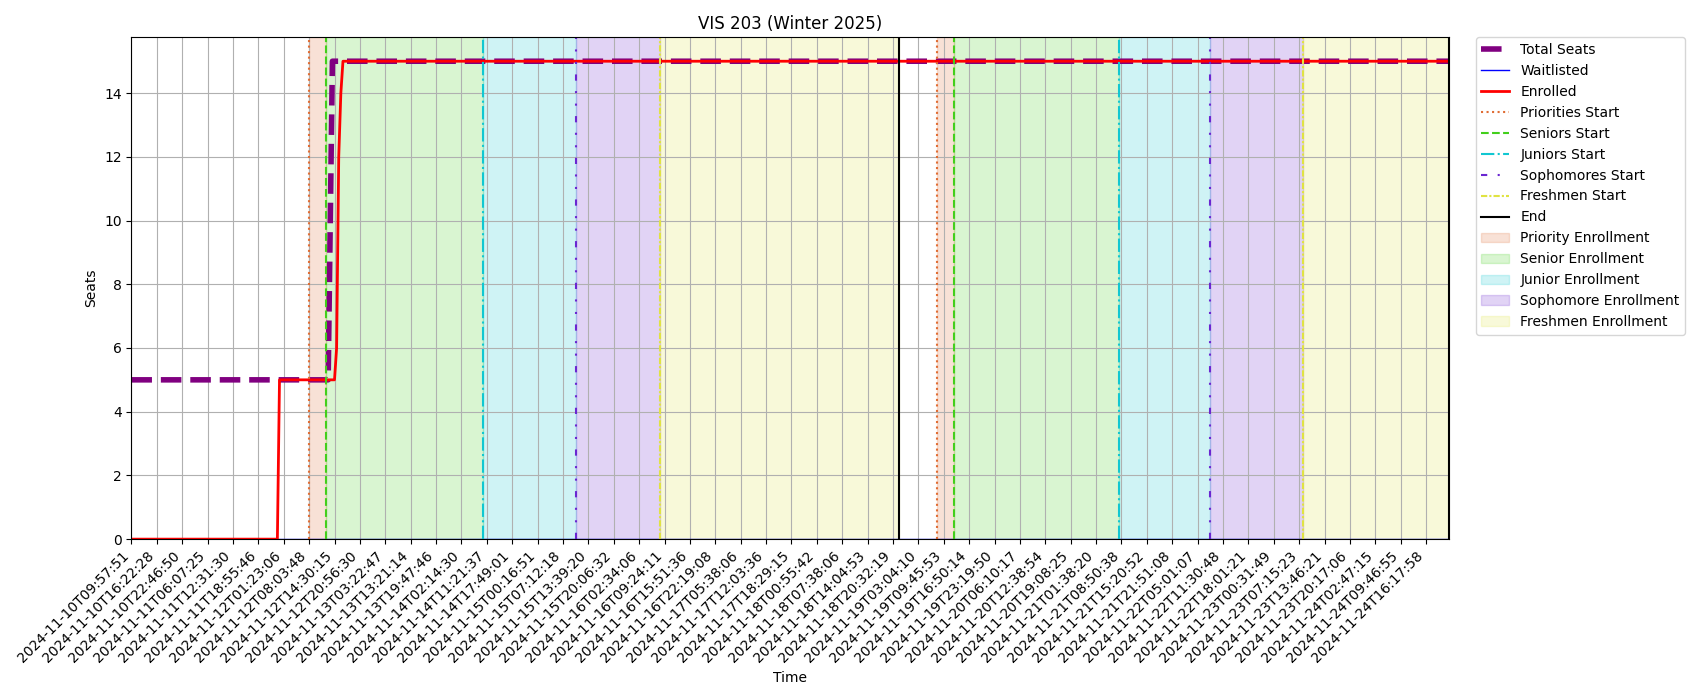 VIS 203 (Winter 2025)
Seats
14
12
10
8
6
4
2
0
2024-11-10T09:57:51
2024-11-10T16:22:28
2024-11-10T22:46:50
2024-11-11T06:07:25
2024-11-11T12:31:30
2024-11-11T18:55:46
2024-11-12T01:23:06
2024-11-12T08:03:48
2024-11-12T14:30:15
2024-11-12T20:56:30
2024-11-13T03:22:47
2024-11-13T13:21:14
2024-11-13T19:47:46
2024-11-14T02:14:30
2024-11-14T11:21:37
2024-11-14T17:49:01
2024-11-15T00:16:51
2024-11-15T07:12:18
2024-11-15T13:39:20
2024-11-15T20:06:32
2024-11-16T02:34:06
2024-11-16T09:24:11
2024-11-16T15:51:36
2024-11-16T22:19:08
2024-11-17T05:38:06
2024-11-17T12:03:36
2024-11-17T18:29:15
2024-11-18T00:55:42
2024-11-18T07:38:06
2024-11-18T14:04:53
2024-11-18T20:32:19
2024-11-19T03:04:10
2024-11-19T09:45:53
2024-11-19T16:50:14
2024-11-19T23:19:50
2024-11-20T06:10:17
2024-11-20T12:38:54
2024-11-20T19:08:25
2024-11-21T01:38:20
2024-11-21T08:50:38
2024-11-21T15:20:52
2024-11-21T21:51:08
2024-11-22T05:01:07
2024-11-22T11:30:48
2024-11-22T18:01:21
2024-11-23T00:31:49
2024-11-23T07:15:23
2024-11-23T13:46:21
2024-11-23T20:17:06
2024-11-24T02:47:15
2024-11-24T09:46:55
2024-11-24T16:17:58
Time
Total Seats
Waitlisted
Enrolled
Priorities Start
Seniors Start
Juniors Start
Sophomores Start
Freshmen Start
End
Priority Enrollment
Senior Enrollment
Junior Enrollment
Sophomore Enrollment
Freshmen Enrollment